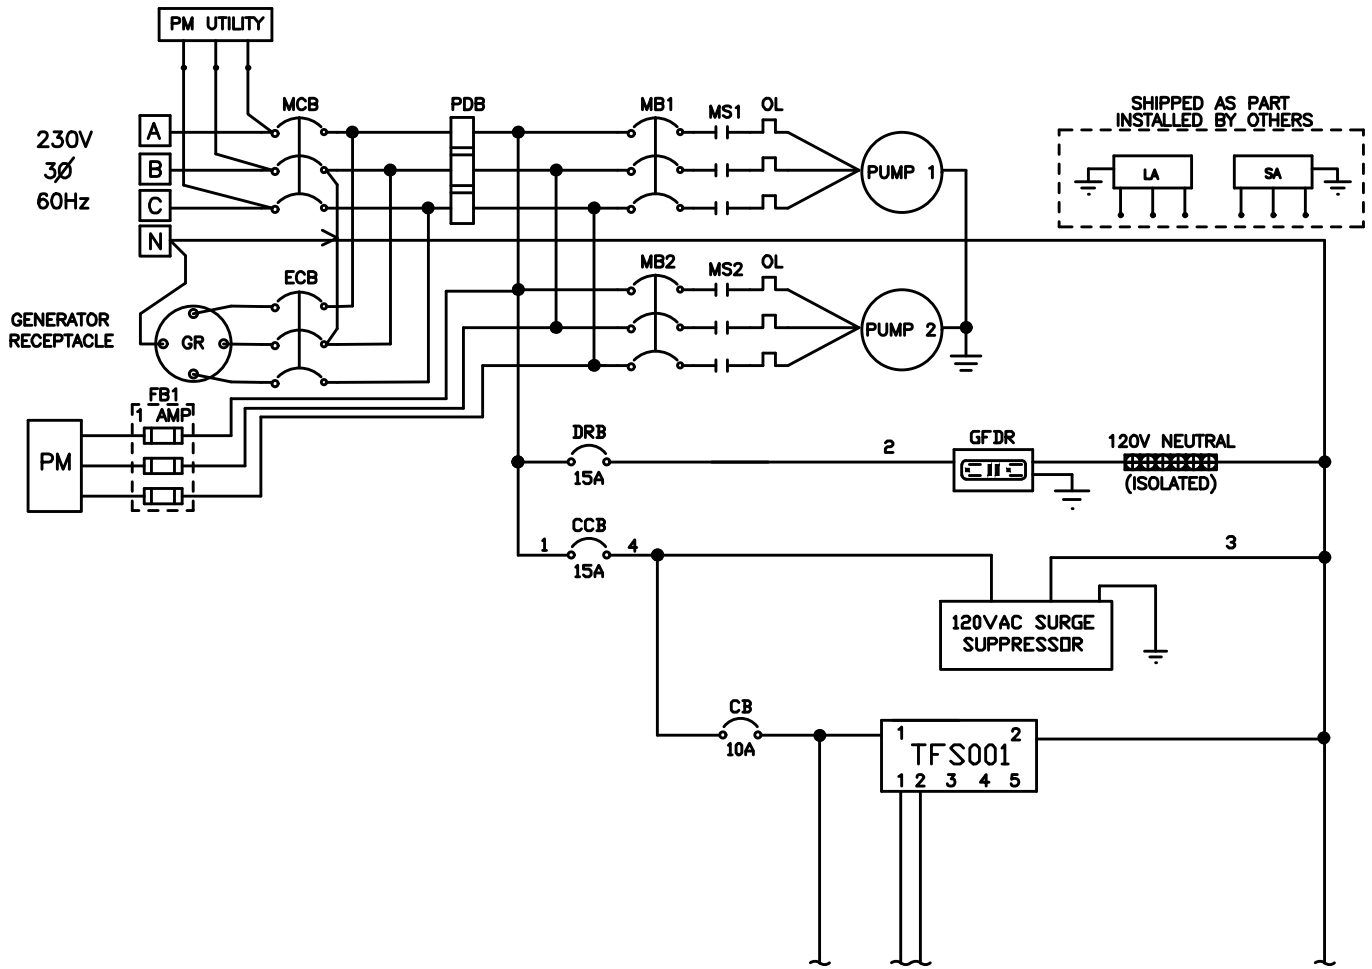 PM UTILITY
MCB
PDB
MB1
MS1
OL
SHIPPED AS PART
INSTALLED BY OTHERS
230V
3Ø
60Hz
A
B
C
N
PUMP 1
LA
SA
ECB
MB2
MS2
OL
GENERATOR
RECEPTACLE
GR
PUMP 2
FB1
1 AMP
PM
DRB
15A
2
GFDR
120V NEUTRAL
(ISOLATED)
1
CCB
15A
4
3
120VAC SURGE
SUPPRESSOR
CB
10A
1 2
TFS001
1 2 3 4 5